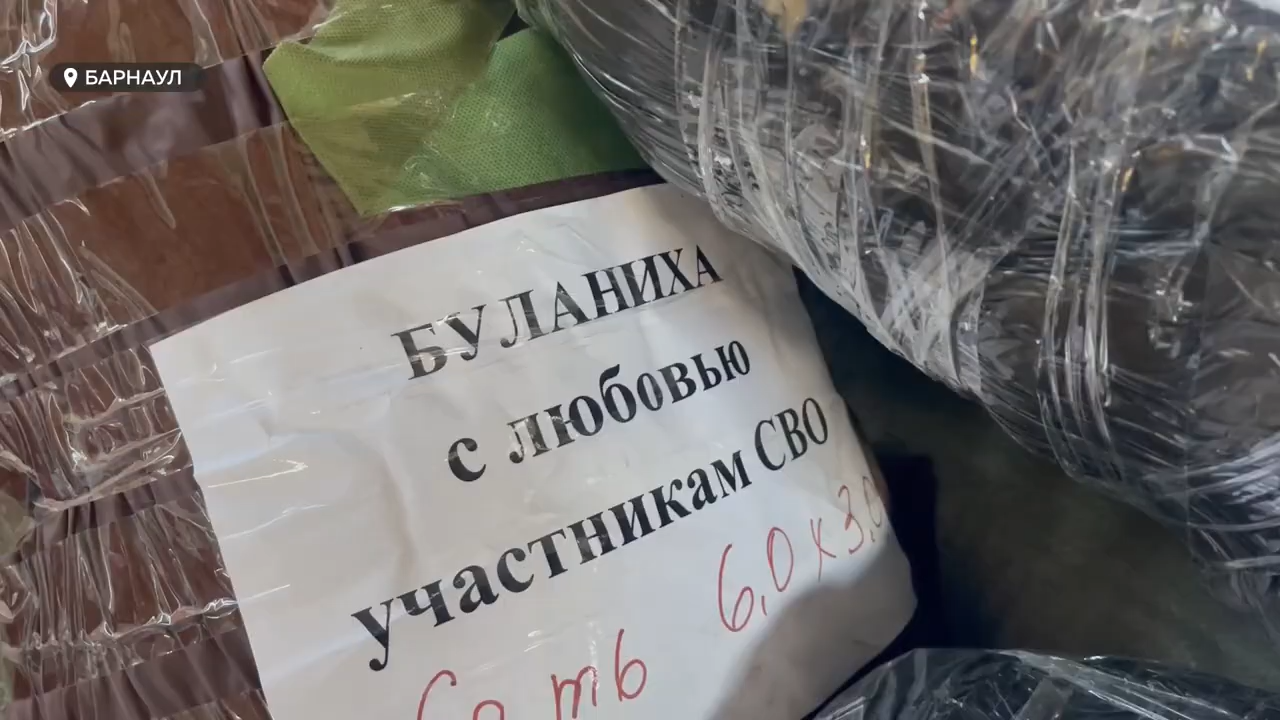 БАРНАУЛ
БУЛАНИХА
с любовью
участникам СВО
6,0 х 3,0